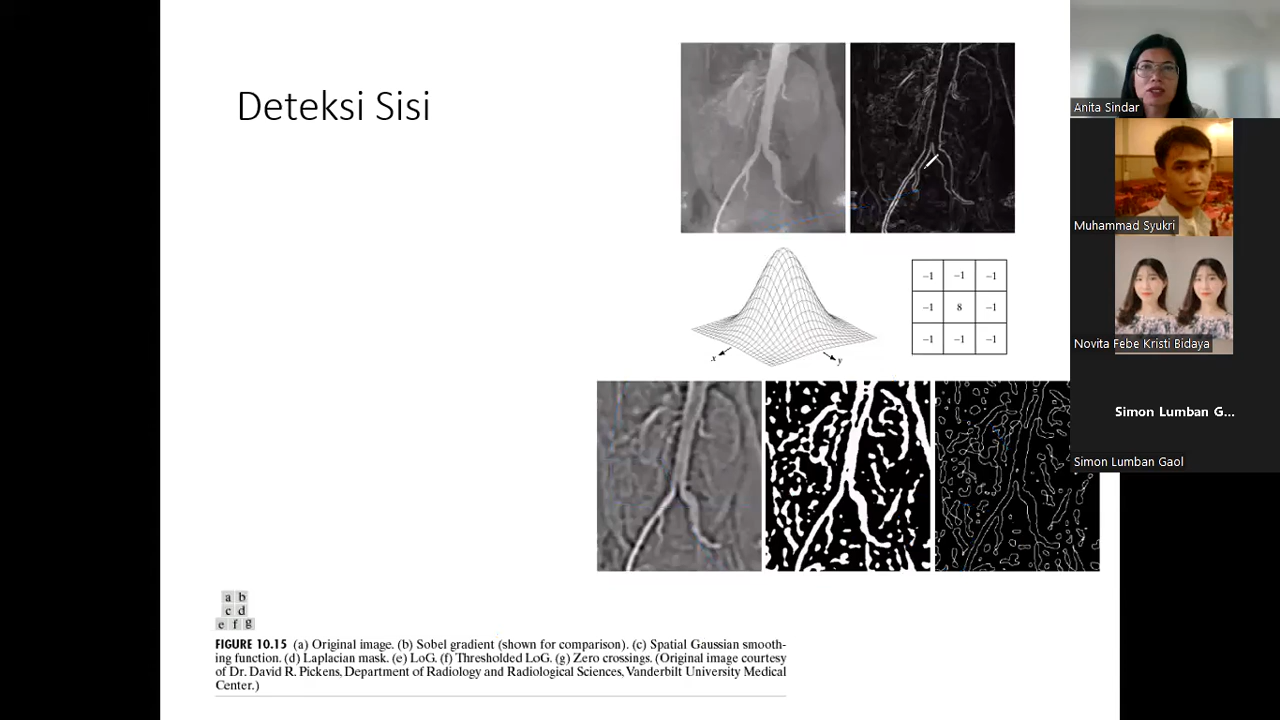 Deteksi Sisi
−1 −1 −1
−1 8 −1
−1 −1 −1
x
y
a b
c d
e f g
FIGURE 10.15 (a) Original image. (b) Sobel gradient (shown for comparison). (c) Spatial Gaussian smooth-
ing function. (d) Laplacian mask. (e) LoG. (f) Thresholded LoG. (g) Zero crossings. (Original image courtesy
of Dr. David R. Pickens, Department of Radiology and Radiological Sciences, Vanderbilt University Medical
Center.)
Anita Sindar
Muhammad Syukri
Novita Febe Kristi Bidaya
Simon Lumban G...
Simon Lumban Gaol